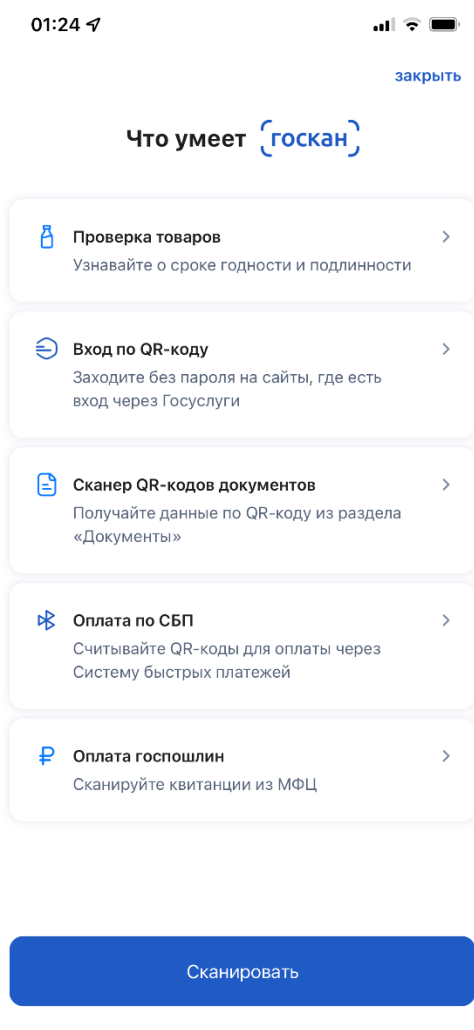 01:24
закрыть
Что умеет госкан
Проверка товаров
Узнавайте о сроке годности и подлинности
Вход по QR-коду
Заходите без пароля на сайты, где есть
вход через Госуслуги
Сканер QR-кодов документов
Получайте данные по QR-коду из раздела
«Документы»
Оплата по СБП
Считывайте QR-коды для оплаты через
Систему быстрых платежей
Оплата госпошлин
Сканируйте квитанции из МФЦ
Сканировать